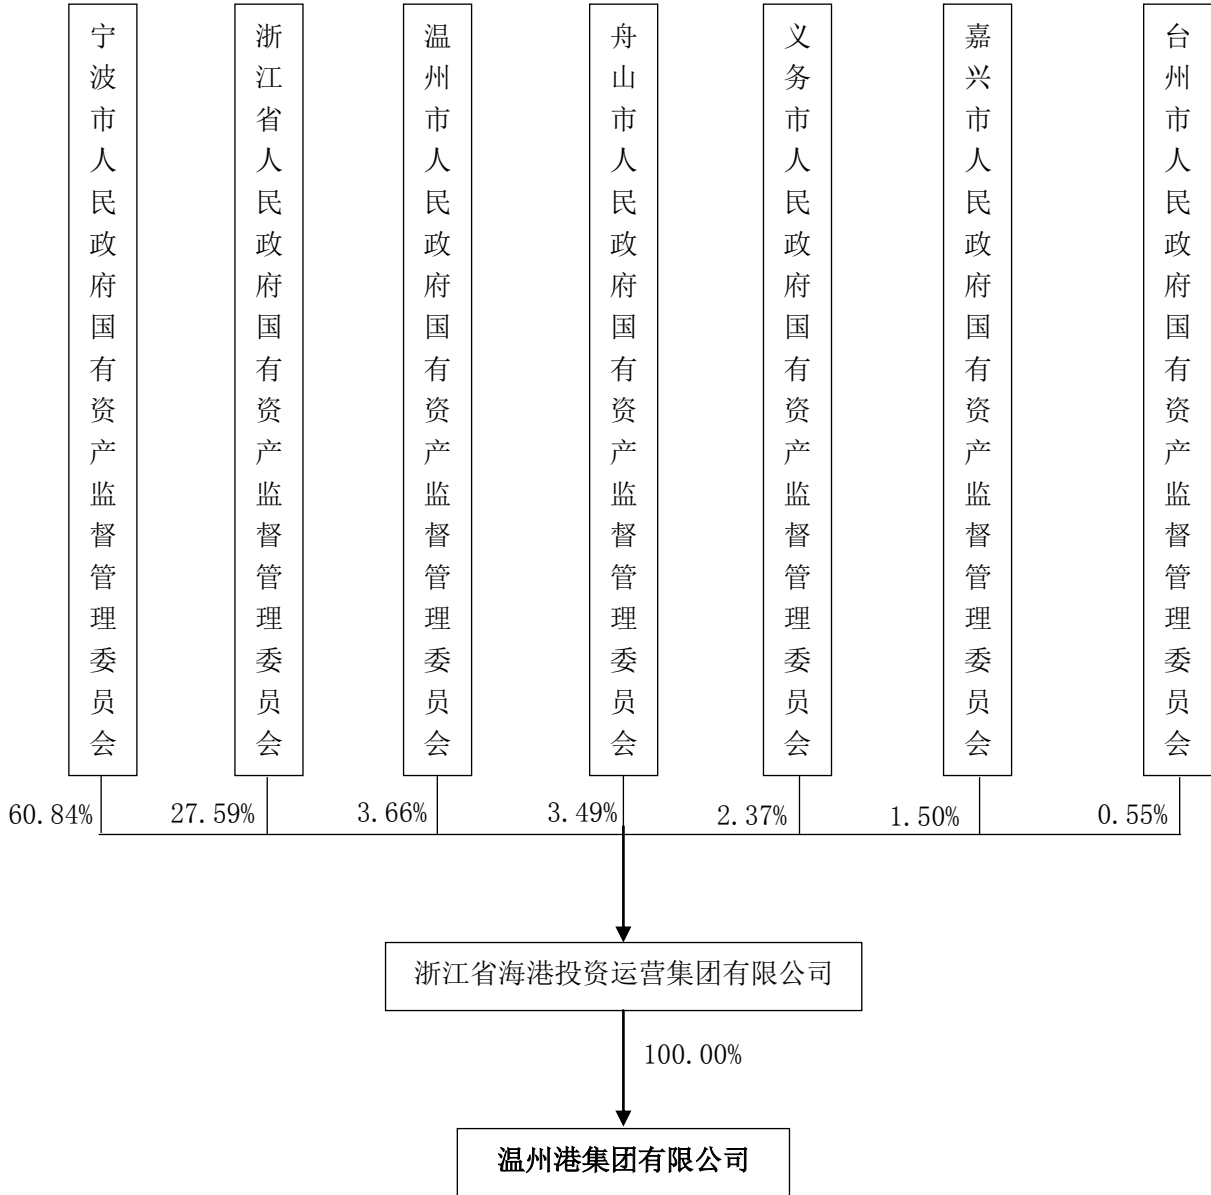 宁波市人民政府国有资产监督管理委员会
浙江省人民政府国有资产监督管理委员会
温州市人民政府国有资产监督管理委员会
舟山市人民政府国有资产监督管理委员会
义务市人民政府国有资产监督管理委员会
嘉兴市人民政府国有资产监督管理委员会
台州市人民政府国有资产监督管理委员会
60.84%
27.59%
3.66%
3.49%
2.37%
1.50%
0.55%
浙江省海港投资运营集团有限公司
100.00%
温州港集团有限公司